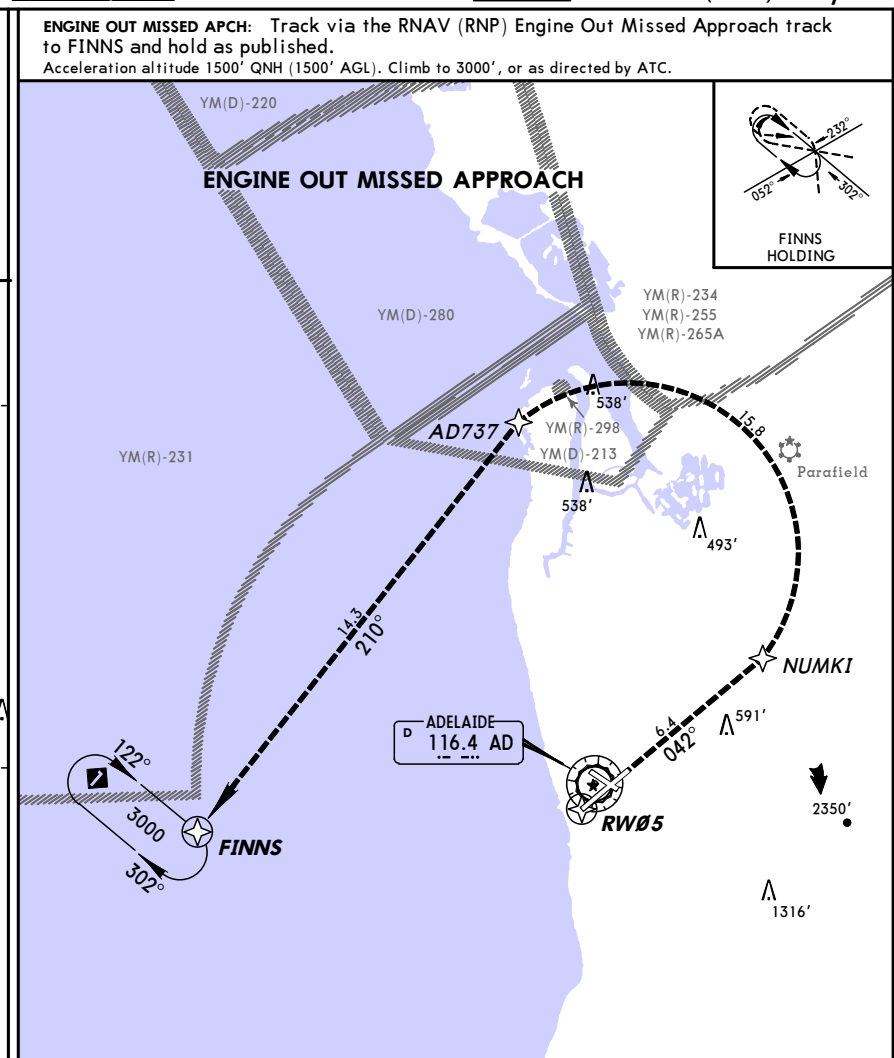 ENGINE OUT MISSED APCH: Track via the RNAV (RNP) Engine Out Missed Approach track
to FINNS and hold as published.
Acceleration altitude 1500' QNH (1500' AGL). Climb to 3000', or as directed by ATC.
YM(D)-220
ENGINE OUT MISSED APPROACH
232°
052°
302°
FINNS
HOLDING
YM(D)-280
YM(R)-234
YM(R)-255
YM(R)-265A
538'
AD737
YM(R)-298
YM(D)-213
15.8
Parafield
YM(R)-231
538'
493'
14.3
210°
NUMKI
6.4
042°
591'
ADELAIDE
D 116.4 AD
122°
3000
302°
FINNS
RWØ5
2350'
1316'